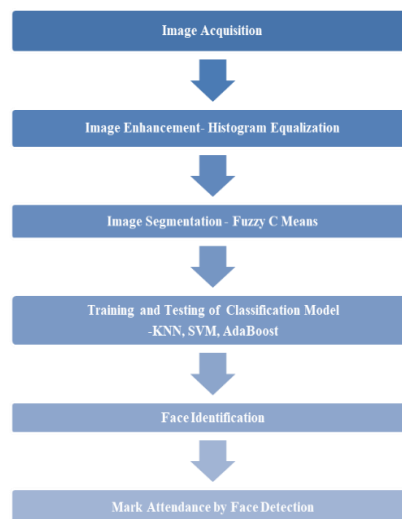 Image Acquisition
Image Enhancement- Histogram Equalization
Image Segmentation - Fuzzy C Means
Training and Testing of Classification Model
-KNN, SVM, AdaBoost
Face Identification
Mark Attendance by Face Detection